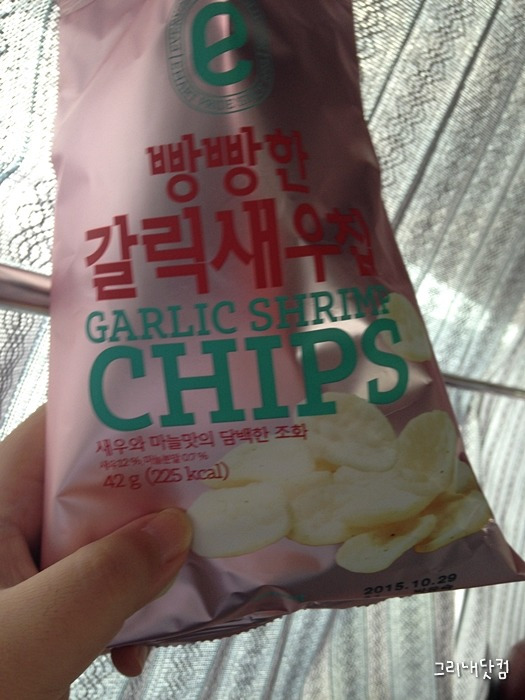 e
빵빵한
갈릭새우칩
GARLIC SHRIMP
CHIPS
새우와 마늘맛의 담백한 조화
42 g (225 kcal)
2015.10.29
그리내닷컴